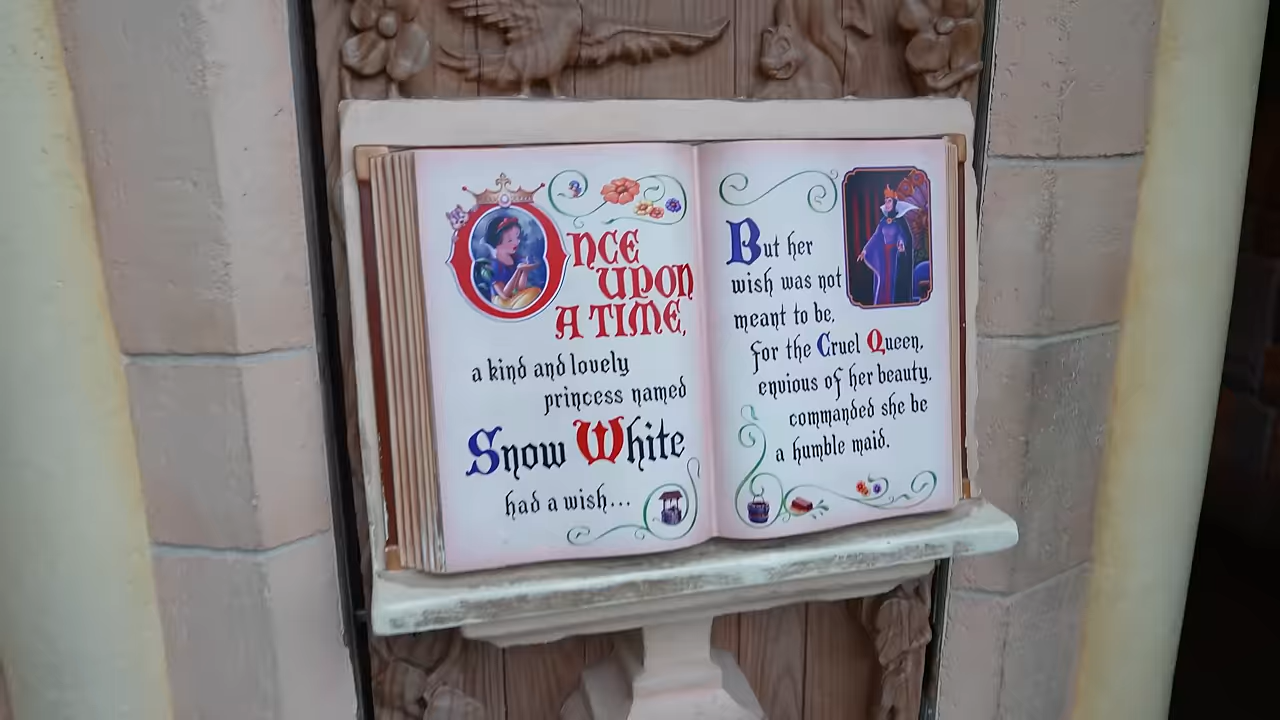 Once
upon
a Time,
a kind and lovely
princess named
Snow White
had a wish...
But her
wish was not
meant to be,
for the Cruel Queen,
envious of her beauty,
commanded she be
a humble maid.